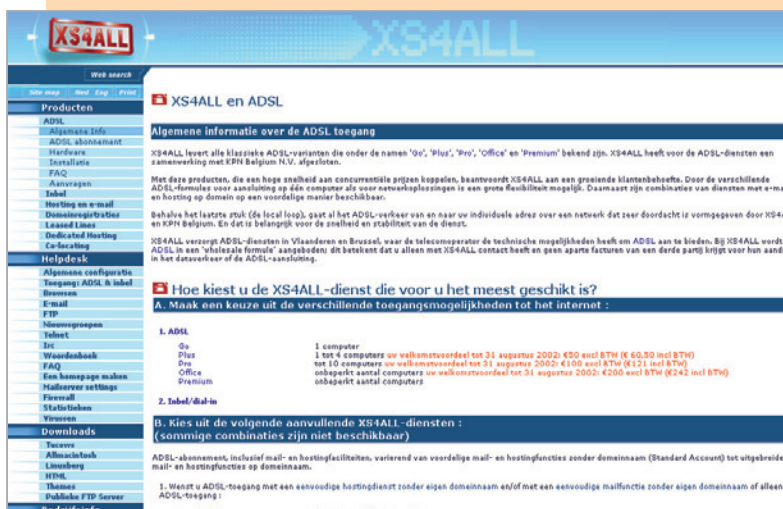 XS4ALL
XS4ALL
Web search
Site map Ned Eng Print
Producten
ADSL
Algemene Info
ADSL abonnement
Hardware
Installatie
FAQ
Aanvragen
Inbel
Hosting en e-mail
Domeinregistraties
Leased Lines
Dedicated Hosting
Co-locating
Helpdesk
Algemene configuratie
Toegang: ADSL & inbel
Browsen
E-mail
FTP
Nieuwsgroepen
Telnet
Irc
Woordenboek
FAQ
Een homepage maken
Mailserver settings
Firewall
Statistieken
Virussen
Downloads
Tucows
Allmacintosh
Linuxberg
HTML
Themes
Publieke FTP Server
Bedrijfsinfo
XS4ALL en ADSL
Algemene informatie over de ADSL toegang
XS4ALL levert alle klassieke ADSL-varianten die onder de namen 'Go', 'Plus', 'Pro', 'Office' en 'Premium' bekend zijn. XS4ALL heeft voor de ADSL-diensten een
samenwerking met KPN Belgium N.V. afgesloten.
Met deze producten, die een hoge snelheid aan concurrentiële prijzen koppelen, beantwoordt XS4ALL aan een groeiende klantenbehoefte. Door de verschillende
ADSL-formules voor aansluiting op één computer als voor netwerkoplossingen is een grote flexibiliteit mogelijk. Daarnaast zijn combinaties van diensten met e-ma
en hosting op domein op een voordelige manier beschikbaar.
Behalve het laatste stuk (de local loop), gaat al het ADSL-verkeer van en naar uw individuele adres over een netwerk dat zeer doordacht is vormgegeven door XS4A
en KPN Belgium. En dat is belangrijk voor de snelheid en stabiliteit van de dienst.
XS4ALL verzorgt ADSL-diensten in Vlaanderen en Brussel, waar de telecomoperator de technische mogelijkheden heeft om ADSL aan te bieden. Bij XS4ALL wordt
ADSL in een 'wholesale formule' aangeboden; dit betekent dat u alleen met XS4ALL contact heeft en geen aparte facturen van een derde partij krijgt voor hun aand
in het dataverkeer of de ADSL-aansluiting.
Hoe kiest u de XS4ALL-dienst die voor u het meest geschikt is?
A. Maak een keuze uit de verschillende toegangsmogelijkheden tot het internet :
1. ADSL
Go 1 computer
Plus 1 tot 4 computers uw welkomstvoordeel tot 31 augustus 2002: €50 excl BTW (€ 60,50 incl BTW)
Pro tot 10 computers uw welkomstvoordeel tot 31 augustus 2002: €100 excl BTW (€121 incl BTW)
Office onbeperkt aantal computers uw welkomstvoordeel tot 31 augustus 2002: €200 excl BTW (€242 incl BTW)
Premium onbeperkt aantal computers
2. Inbel/dial-in
B. Kies uit de volgende aanvullende XS4ALL-diensten :
(sommige combinaties zijn niet beschikbaar)
ADSL-abonnement, inclusief mail- en hostingfaciliteiten, varierend van voordelige mail- en hostingfuncties zonder domeinnaam (Standard Account) tot uitgebreide
mail- en hostingfuncties op domeinnaam.
1. Wenst u ADSL-toegang met een eenvoudige hostingdienst zonder eigen domeinnaam en/of met een eenvoudige mailfunctie zonder eigen domeinnaam of alleen
ADSL-toegang :